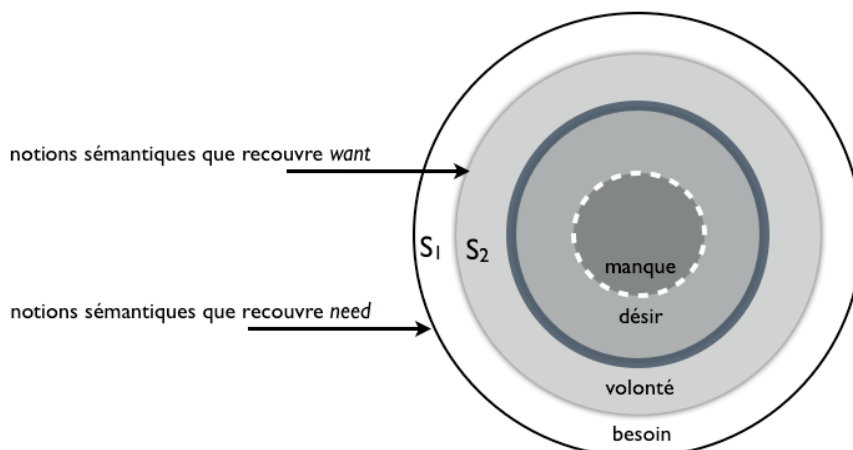 notions sémantiques que recouvre want
S₁ S₂
manque
notions sémantiques que recouvre need
désir
volonté
besoin